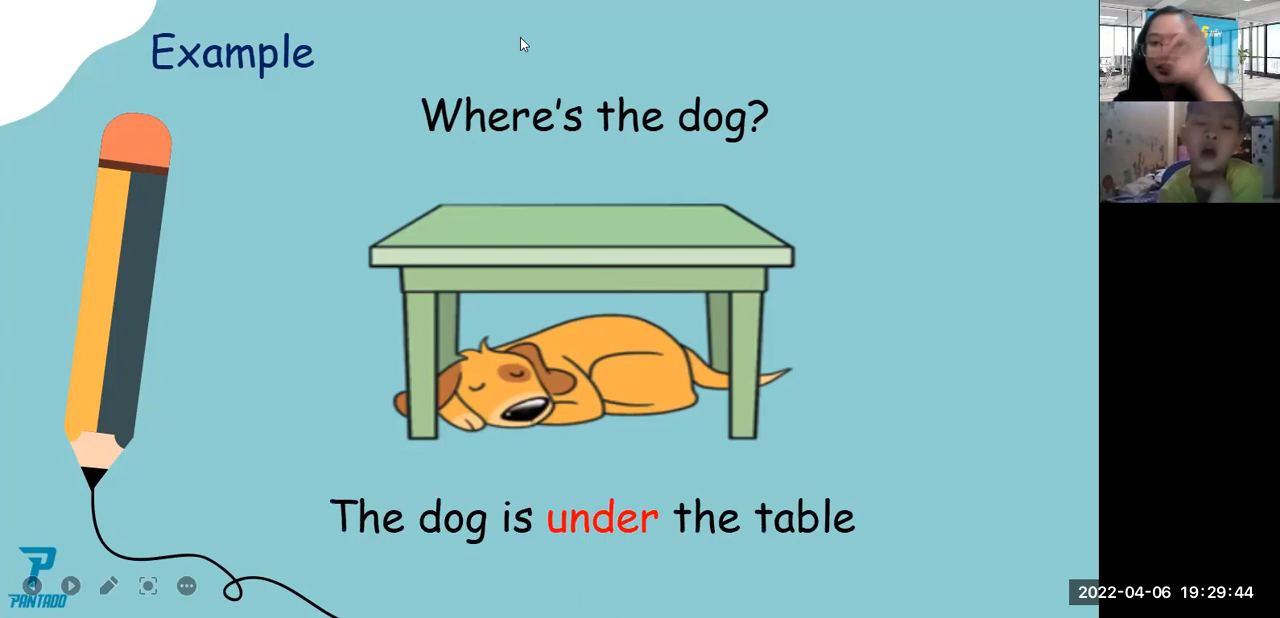 Example
Where's the dog?
The dog is under the table
PANTADO
2022-04-06 19:29:44